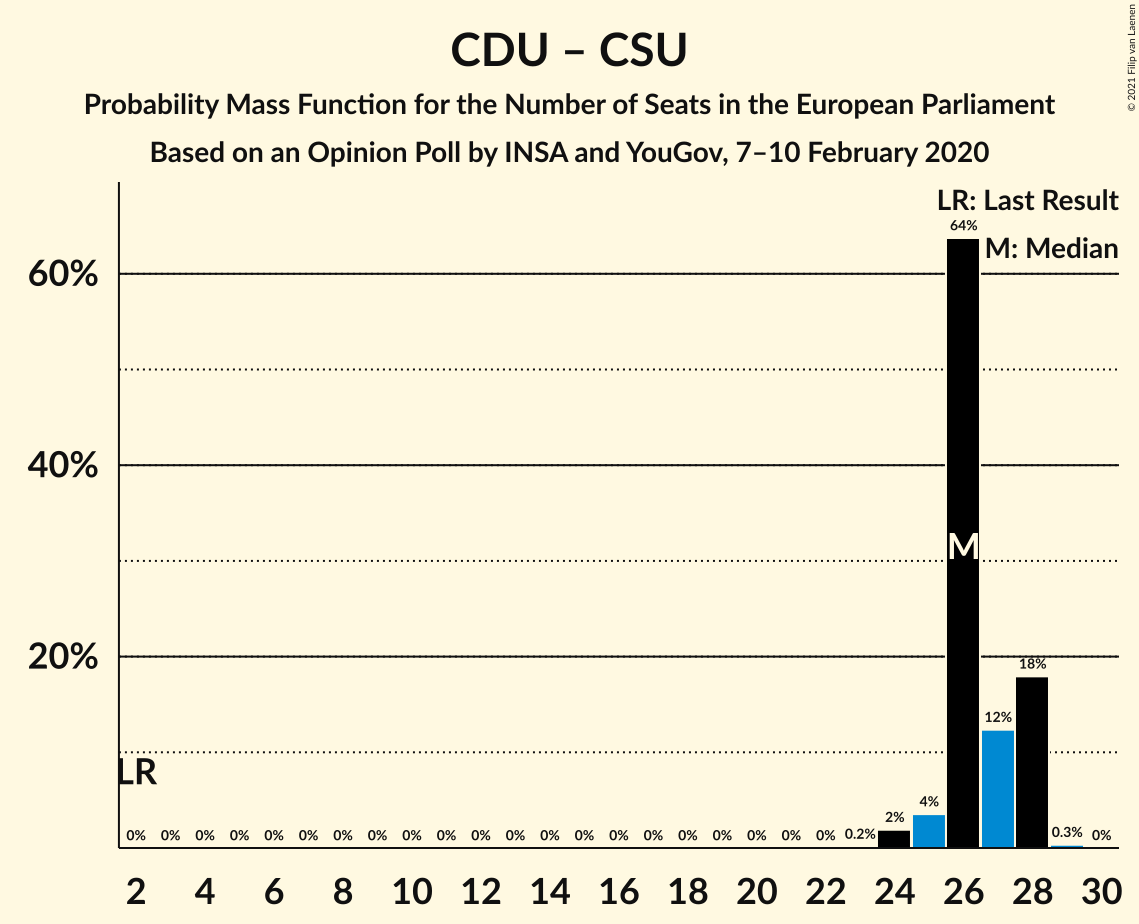 CDU – CSU
Probability Mass Function for the Number of Seats in the European Parliament
Based on an Opinion Poll by INSA and YouGov, 7–10 February 2020
© 2021 Filip van Laenen
LR: Last Result
M: Median
64%
60%
40%
M
20%
18%
12%
LR
4%
2%
0% 0% 0% 0% 0% 0% 0% 0% 0% 0% 0% 0% 0% 0% 0% 0% 0% 0% 0% 0% 0% 0.2% 0.3% 0%
2 4 6 8 10 12 14 16 18 20 22 24 26 28 30